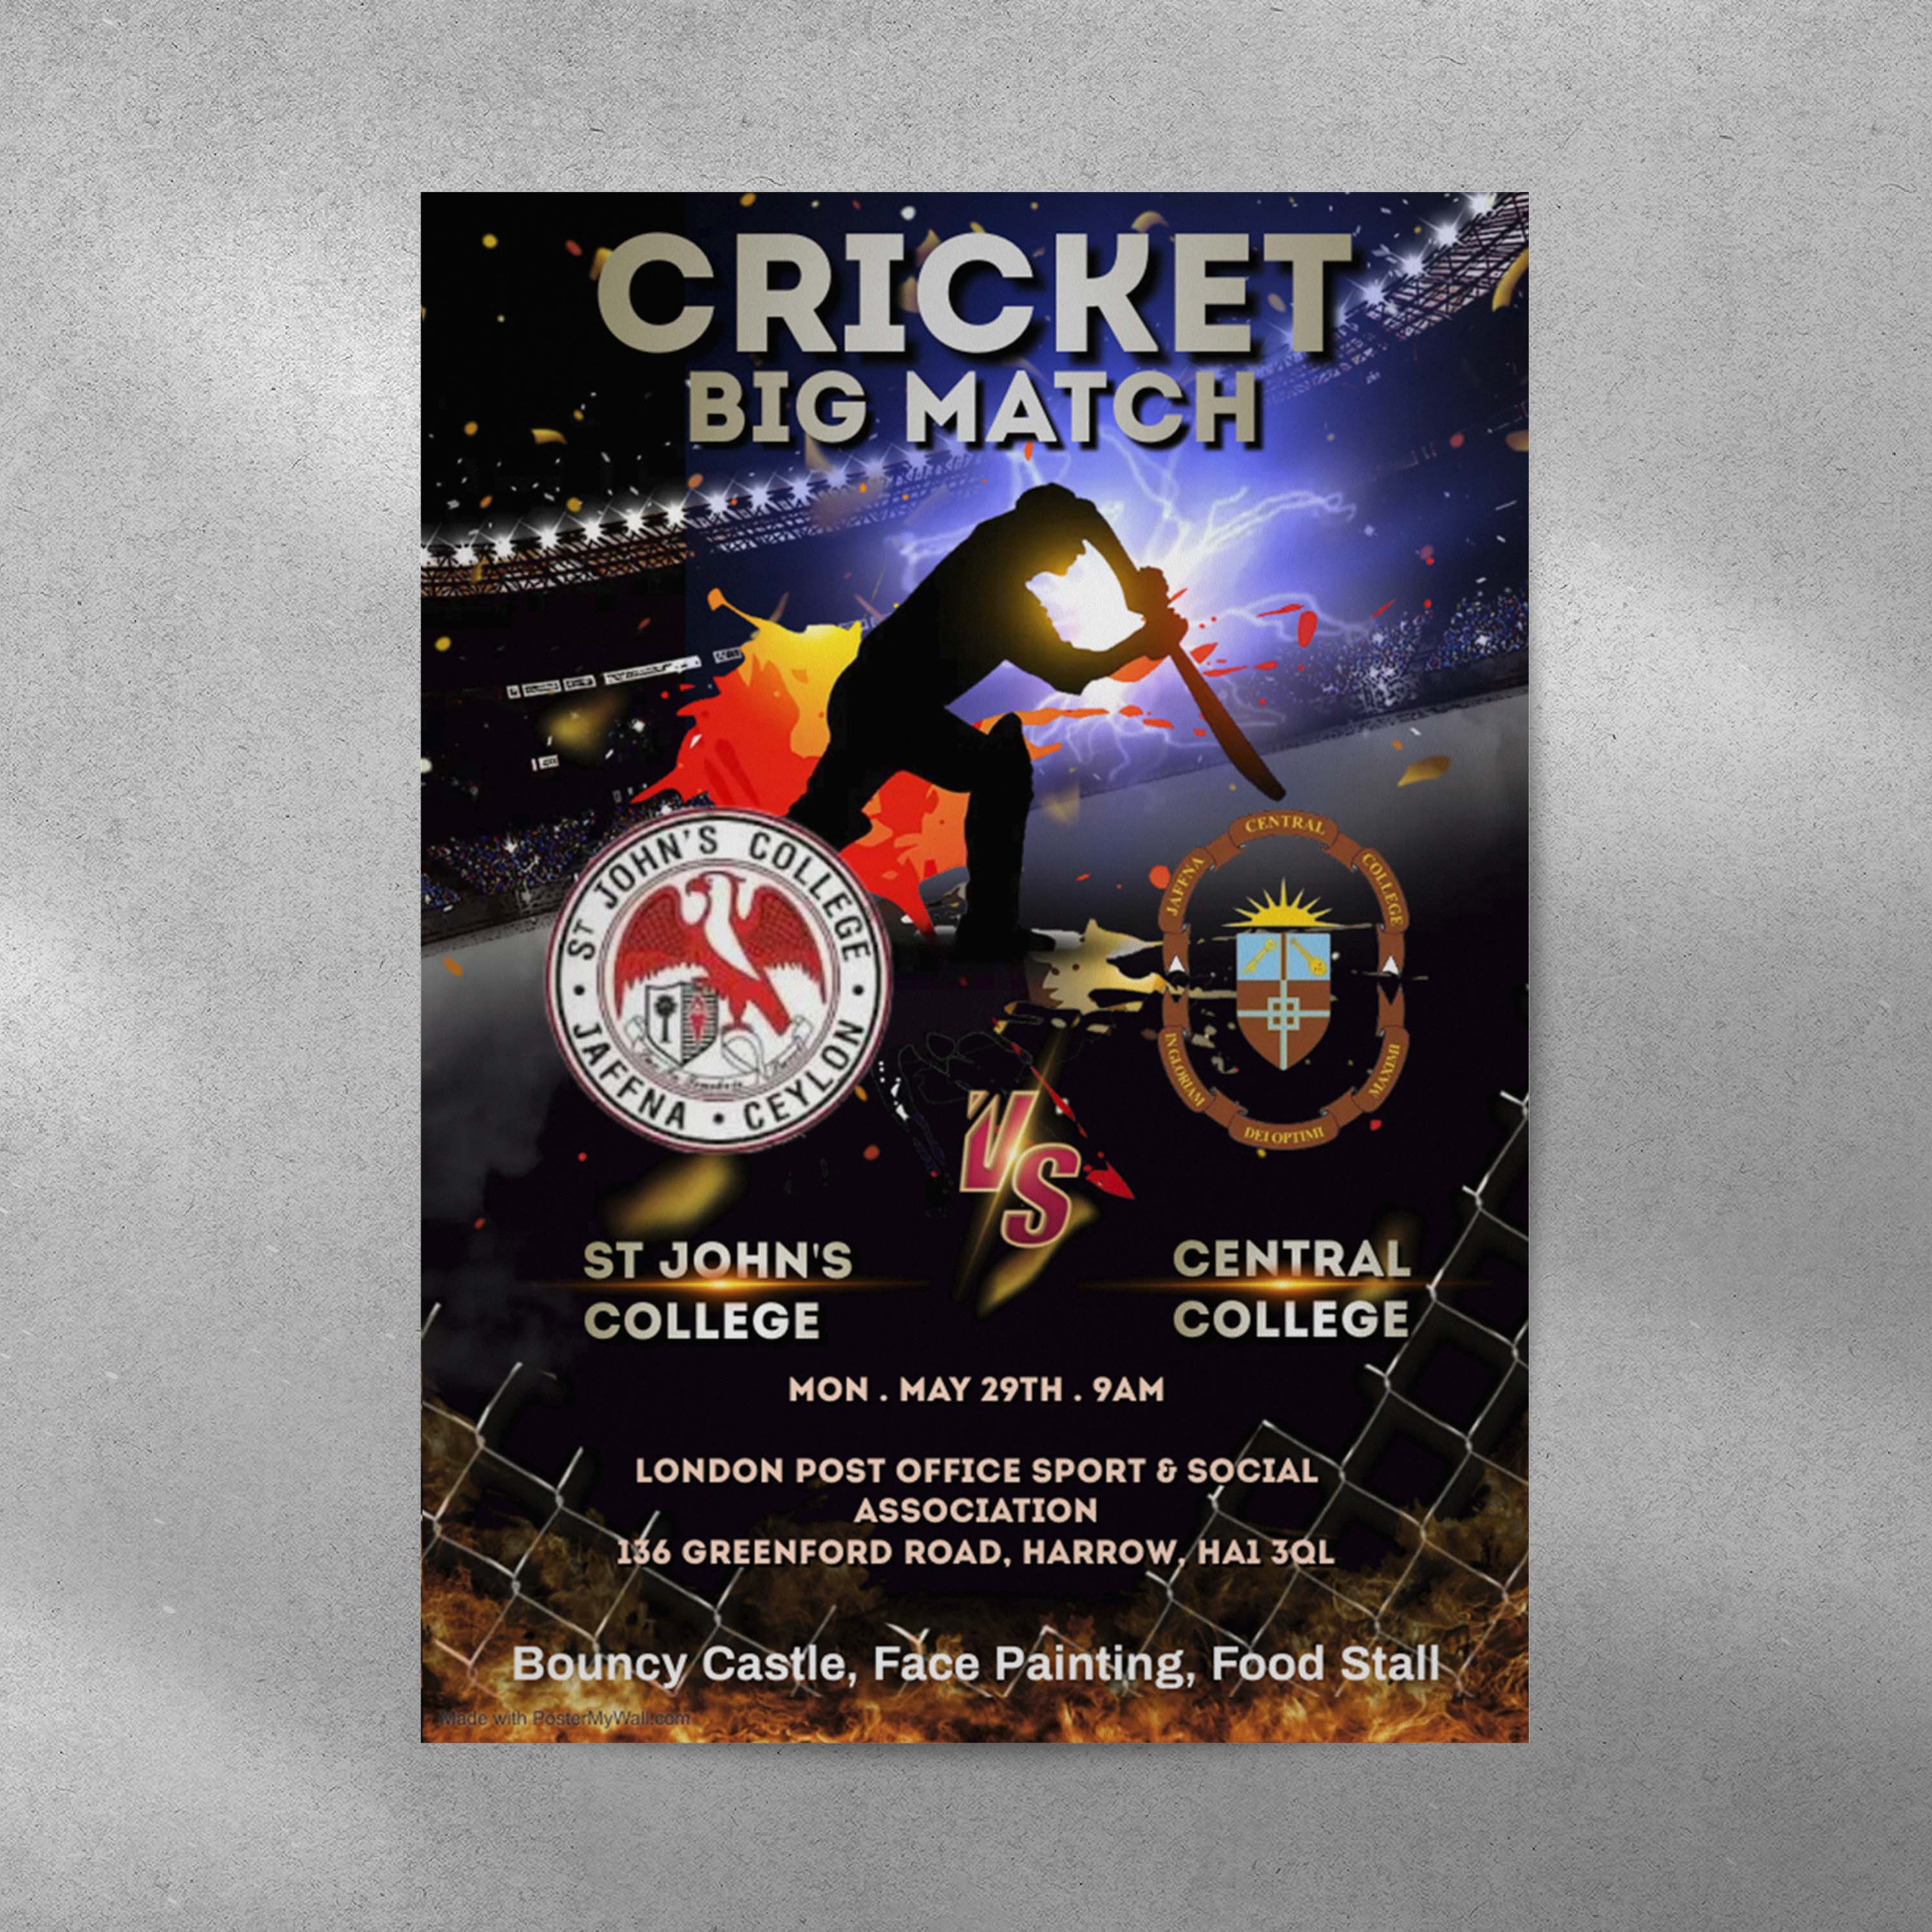 CRICKET
BIG MATCH
ST JOHN'S COLLEGE
JAFFNA • CEYLON
JAFFNA CENTRAL COLLEGE
IN GLORIAM DEI OPTIMI MAXIMI
VS
ST JOHN'S
COLLEGE
CENTRAL
COLLEGE
MON . MAY 29TH . 9AM
LONDON POST OFFICE SPORT & SOCIAL
ASSOCIATION
136 GREENFORD ROAD, HARROW, HA1 3QL
Bouncy Castle, Face Painting, Food Stall
Made with PosterMyWall.com